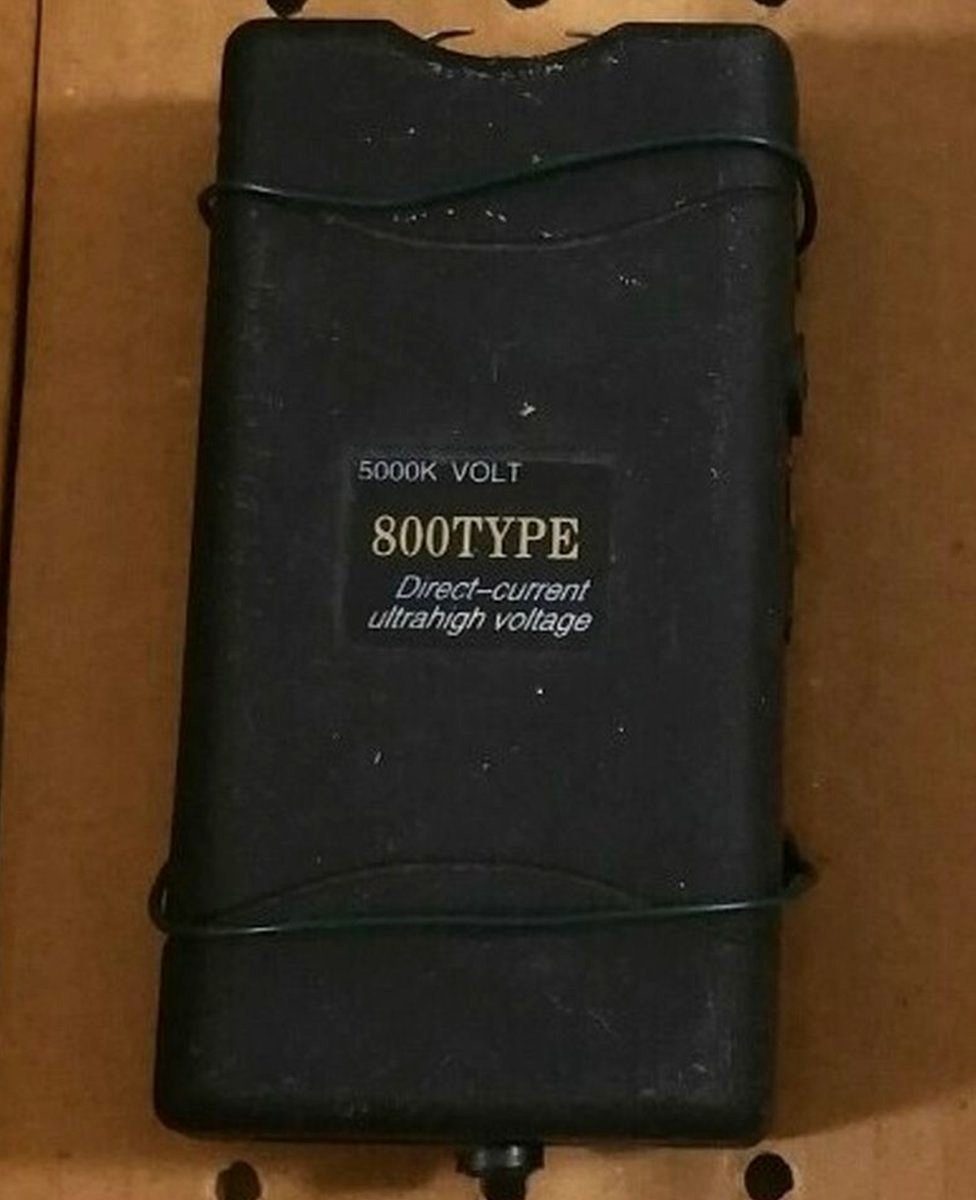 5000K VOLT
800TYPE
Direct-current
ultrahigh voltage